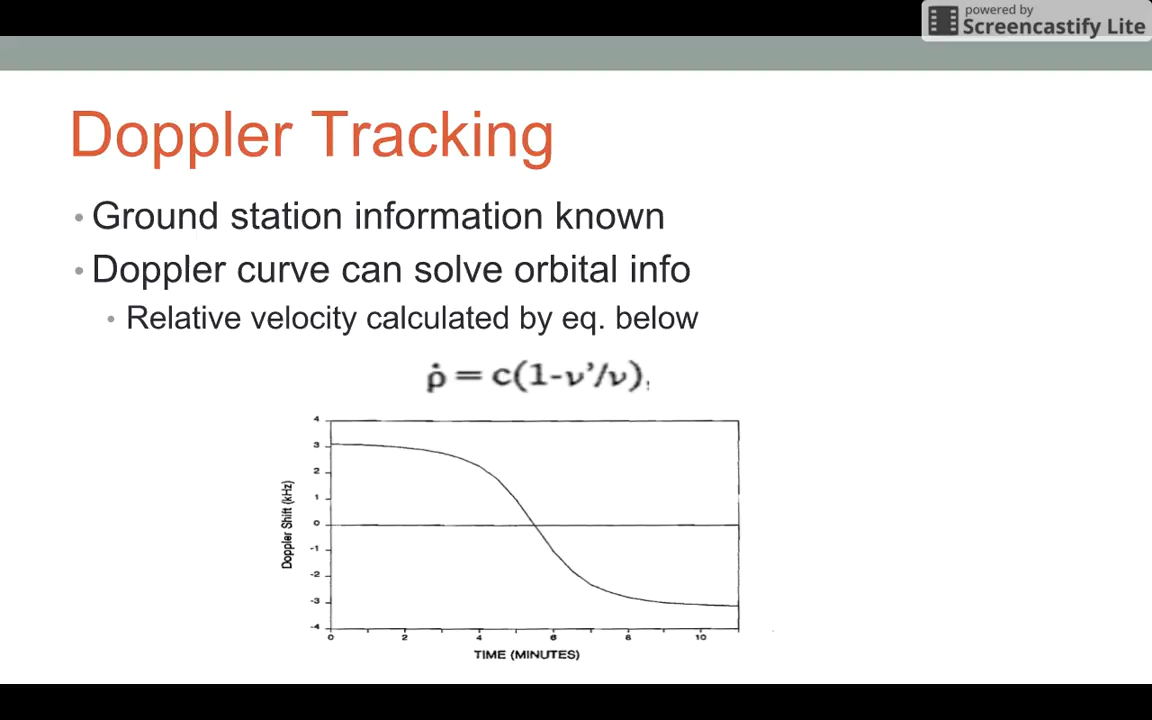 powered by
Screencastify Lite
Doppler Tracking
• Ground station information known
• Doppler curve can solve orbital info
• Relative velocity calculated by eq. below
ρ̇ = c(1-ν'/ν),
4
3
2
1
0
-1
-2
-3
-4
Doppler Shift (kHz)
0 2 4 6 8 10
TIME (MINUTES)